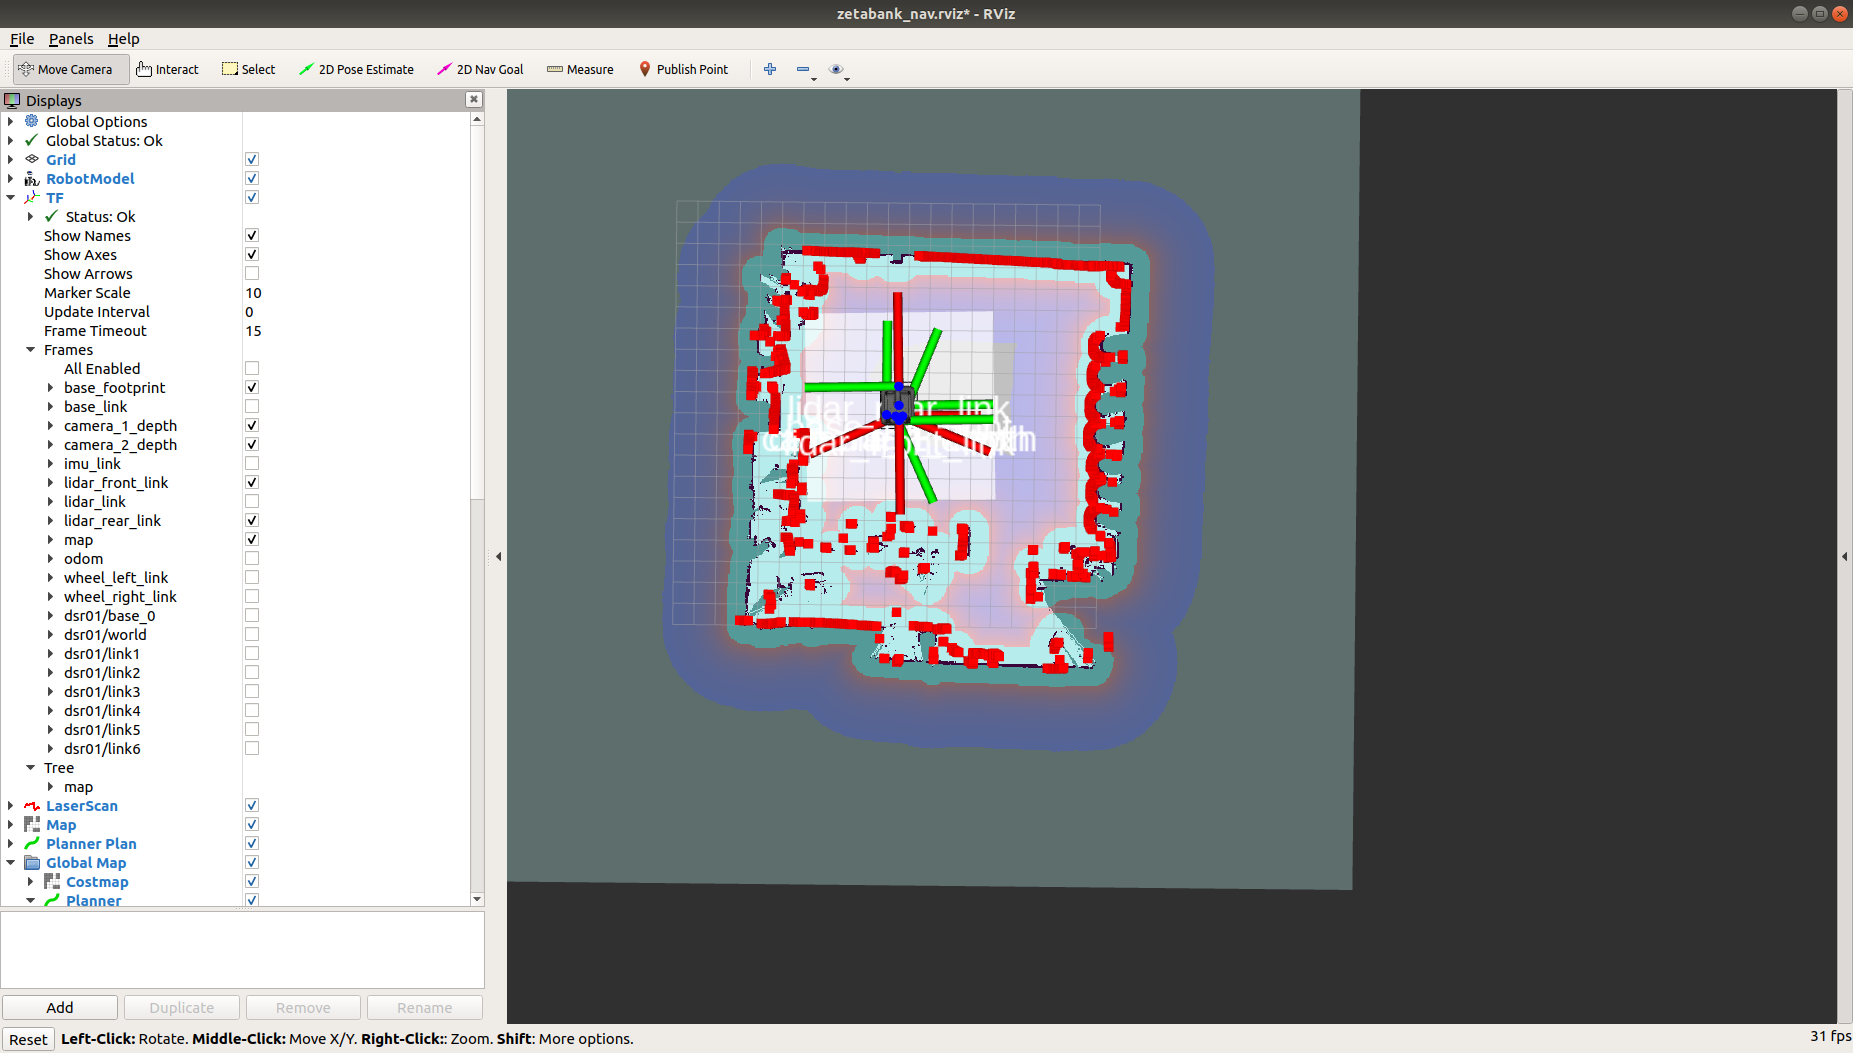 zetabank_nav.rviz* - RViz
File Panels Help
Move Camera Interact Select 2D Pose Estimate 2D Nav Goal Measure Publish Point
Displays
Global Options
Global Status: Ok
Grid
RobotModel
TF
Status: Ok
Show Names
Show Axes
Show Arrows
Marker Scale 10
Update Interval 0
Frame Timeout 15
Frames
All Enabled
base_footprint
base_link
camera_1_depth
camera_2_depth
imu_link
lidar_front_link
lidar_link
lidar_rear_link
map
odom
wheel_left_link
wheel_right_link
dsr01/base_0
dsr01/world
dsr01/link1
dsr01/link2
dsr01/link3
dsr01/link4
dsr01/link5
dsr01/link6
Tree
map
LaserScan
Map
Planner Plan
Global Map
Costmap
Planner
Add Duplicate Remove Rename
Reset Left-Click: Rotate. Middle-Click: Move X/Y. Right-Click:: Zoom. Shift: More options. 31 fps